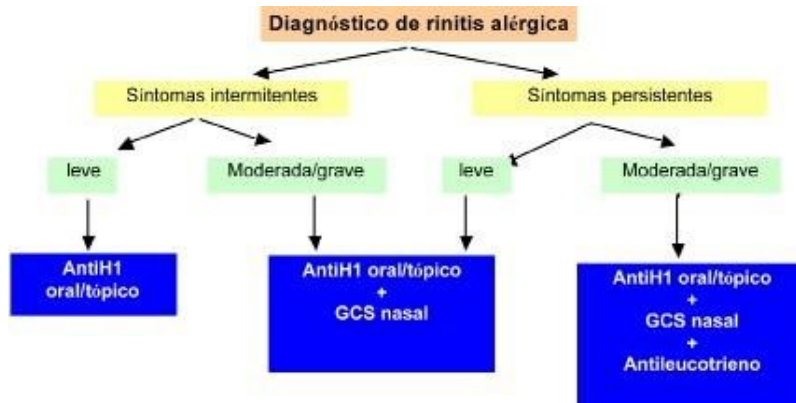 Diagnóstico de rinitis alérgica
Síntomas intermitentes
Síntomas persistentes
leve
Moderada/grave
leve
Moderada/grave
AntiH1
oral/tópico
AntiH1 oral/tópico
+
GCS nasal
AntiH1 oral/tópico
+
GCS nasal
+
Antileucotrieno